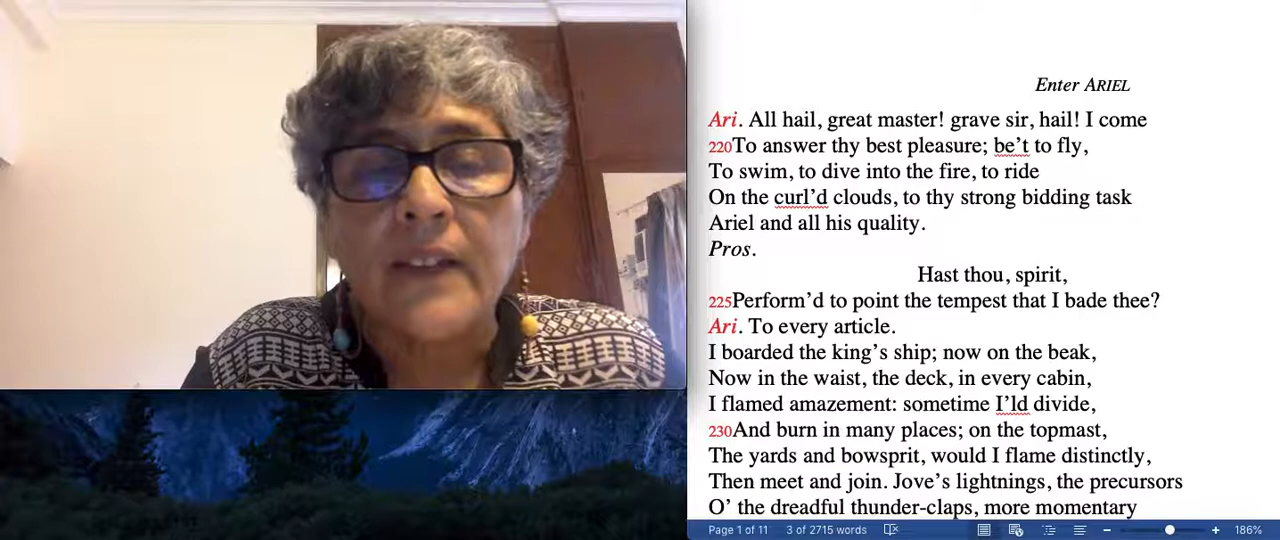 Enter ARIEL
Ari. All hail, great master! grave sir, hail! I come
220To answer thy best pleasure; be’t to fly,
To swim, to dive into the fire, to ride
On the curl’d clouds, to thy strong bidding task
Ariel and all his quality.
Pros.
Hast thou, spirit,
225Perform’d to point the tempest that I bade thee?
Ari. To every article.
I boarded the king’s ship; now on the beak,
Now in the waist, the deck, in every cabin,
I flamed amazement: sometime I’ld divide,
230And burn in many places; on the topmast,
The yards and bowsprit, would I flame distinctly,
Then meet and join. Jove’s lightnings, the precursors
O’ the dreadful thunder-claps, more momentary
Page 1 of 11 3 of 2715 words 186%